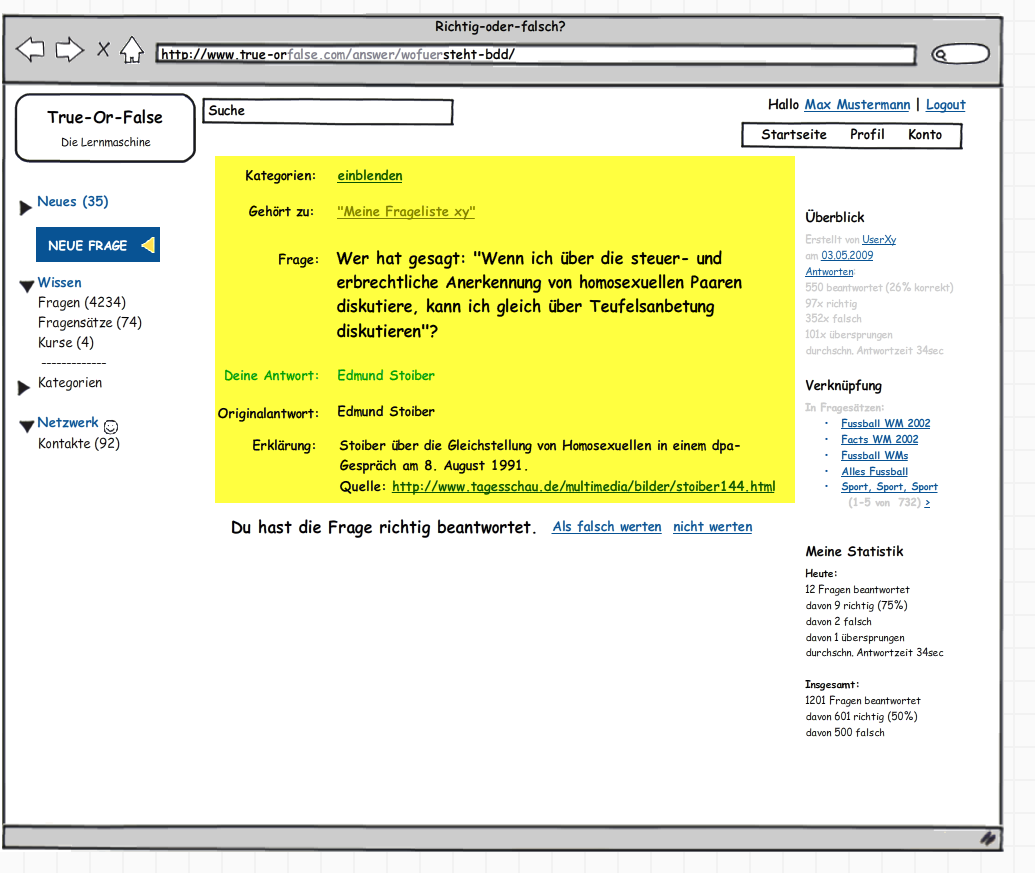 Richtig-oder-falsch?
http://www.true-orfalse.com/answer/wofuersteht-bdd/
True-Or-False
Die Lernmaschine
Suche
Hallo Max Mustermann | Logout
Startseite Profil Konto
Neues (35)
NEUE FRAGE
Wissen
Fragen (4234)
Fragensätze (74)
Kurse (4)
-------------
Kategorien
Netzwerk
Kontakte (92)
Kategorien: einblenden
Gehört zu: "Meine Frageliste xy"
Frage: Wer hat gesagt: "Wenn ich über die steuer- und
erbrechtliche Anerkennung von homosexuellen Paaren
diskutiere, kann ich gleich über Teufelsanbetung
diskutieren"?
Deine Antwort: Edmund Stoiber
Originalantwort: Edmund Stoiber
Erklärung: Stoiber über die Gleichstellung von Homosexuellen in einem dpa-
Gespräch am 8. August 1991.
Quelle: http://www.tagesschau.de/multimedia/bilder/stoiber144.html
Du hast die Frage richtig beantwortet. Als falsch werten nicht werten
Überblick
Erstellt von UserXy
am 03.05.2009
Antworten:
550 beantwortet (26% korrekt)
97x richtig
352x falsch
101x übersprungen
durchschn. Antwortzeit 34sec
Verknüpfung
In Fragesätzen:
• Fussball WM 2002
• Facts WM 2002
• Fussball WMs
• Alles Fussball
• Sport, Sport, Sport
(1-5 von 732) >
Meine Statistik
Heute:
12 Fragen beantwortet
davon 9 richtig (75%)
davon 2 falsch
davon 1 übersprungen
durchschn. Antwortzeit 34sec
Insgesamt:
1201 Fragen beantwortet
davon 601 richtig (50%)
davon 500 falsch